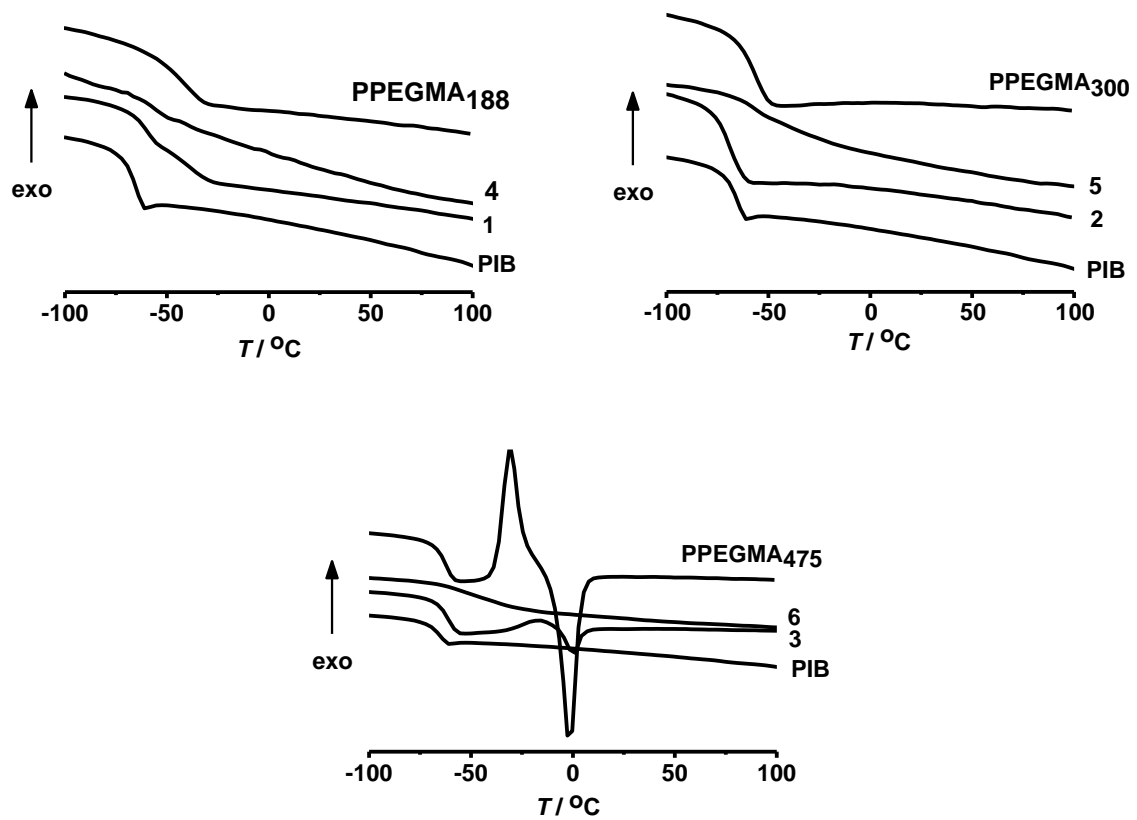 PPEGMA188
4
exo
1
PIB
-100 -50 0 50 100
T / ºC
PPEGMA300
5
exo
2
PIB
-100 -50 0 50 100
T / ºC
PPEGMA475
6
3
exo
PIB
-100 -50 0 50 100
T / ºC